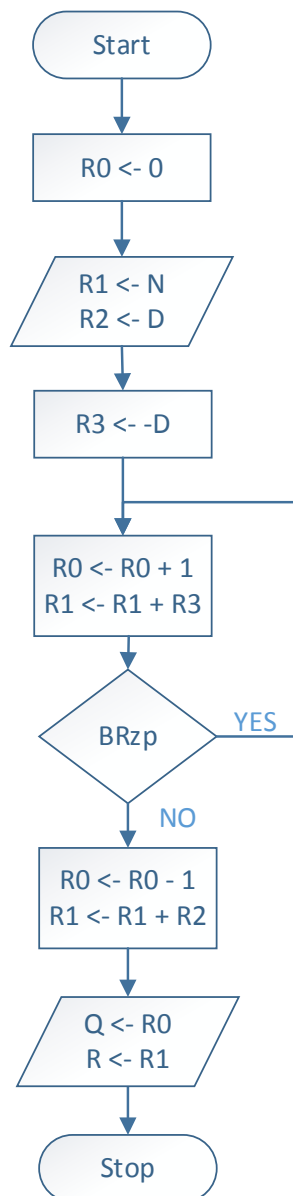 Start
R0 <- 0
R1 <- N
R2 <- D
R3 <- -D
R0 <- R0 + 1
R1 <- R1 + R3
BRzp
YES
NO
R0 <- R0 - 1
R1 <- R1 + R2
Q <- R0
R <- R1
Stop